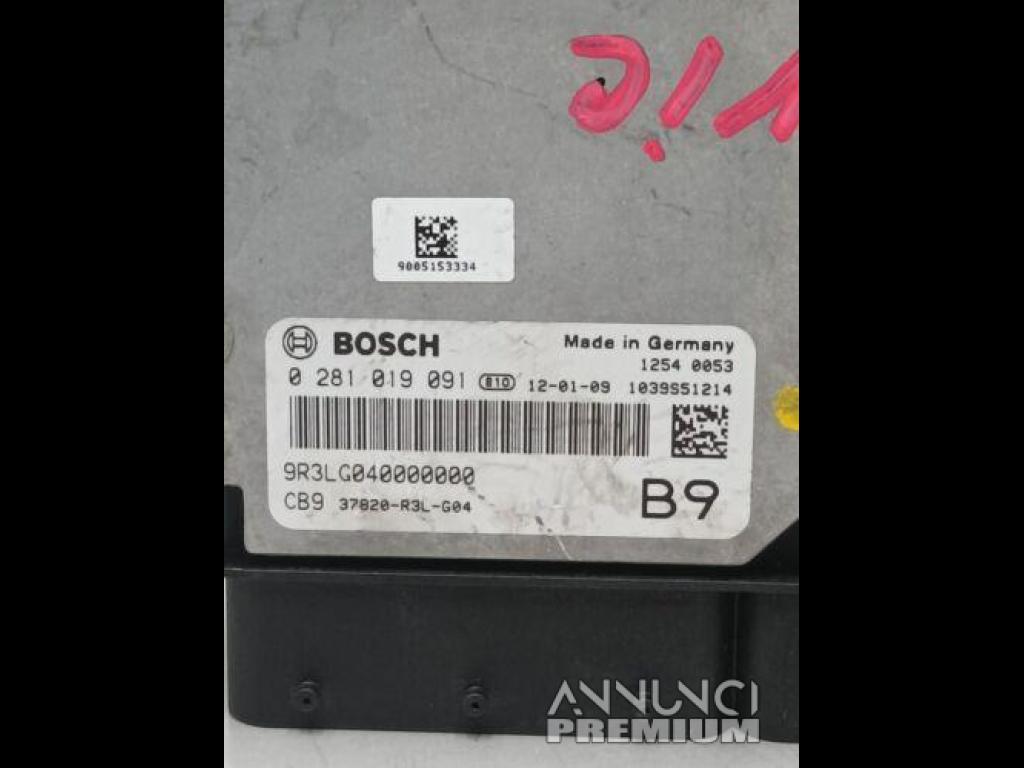 9005153334
BOSCH Made in Germany
1254 0053
0 281 019 091 B10 12-01-09 1039S51214
9R3LG040000000
CB9 37820-R3L-G04 B9
ANNUNCI
PREMIUM